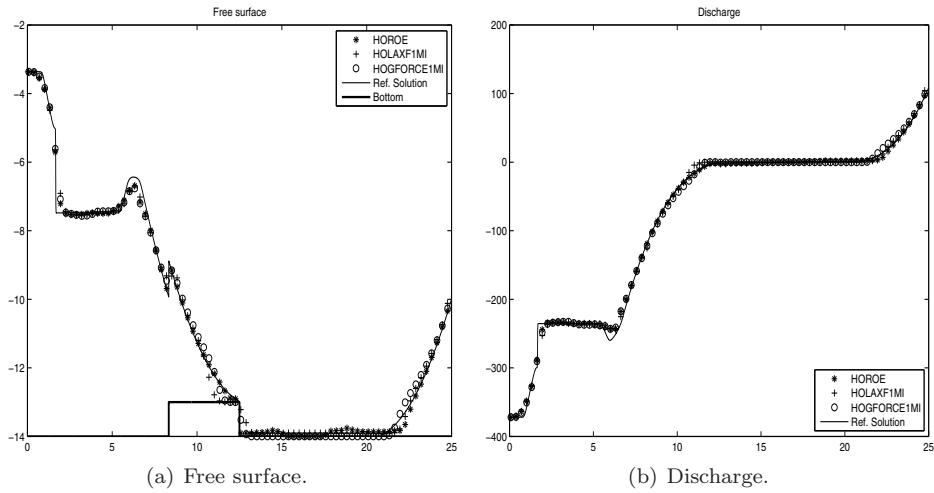 Free surface
−2
−4
−6
−8
−10
−12
−14
0
5
10
15
20
25
HOROE
HOLAXF1MI
HOGFORCE1MI
Ref. Solution
Bottom
(a) Free surface.
Discharge
200
100
0
−100
−200
−300
−400
0
5
10
15
20
25
HOROE
HOLAXF1MI
HOGFORCE1MI
Ref. Solution
(b) Discharge.